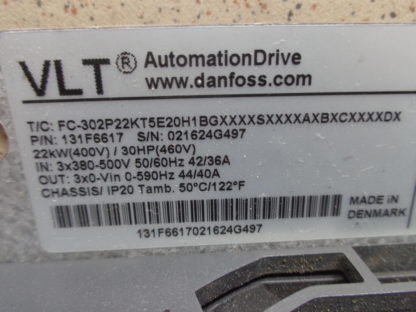 VLT® AutomationDrive
www.danfoss.com
T/C: FC-302P22KT5E20H1BGXXXXSXXXXAXBXCXXXXDX
P/N: 131F6617 S/N: 021624G497
22kW(400V) / 30HP(460V)
IN: 3x380-500V 50/60Hz 42/36A
OUT: 3x0-Vin 0-590Hz 44/40A
CHASSIS/ IP20 Tamb. 50°C/122°F
MADE IN
DENMARK
131F6617021624G497